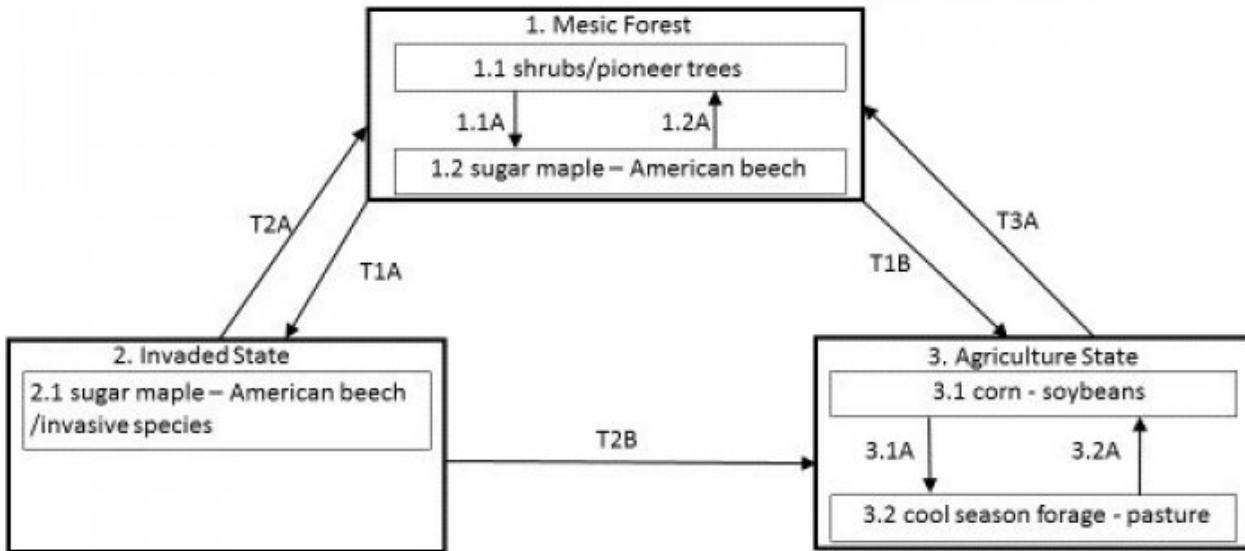 1. Mesic Forest
1.1 shrubs/pioneer trees
1.1A
1.2A
1.2 sugar maple – American beech
T2A
T1A
T1B
T3A
2. Invaded State
2.1 sugar maple – American beech
/invasive species
T2B
3. Agriculture State
3.1 corn - soybeans
3.1A
3.2A
3.2 cool season forage - pasture